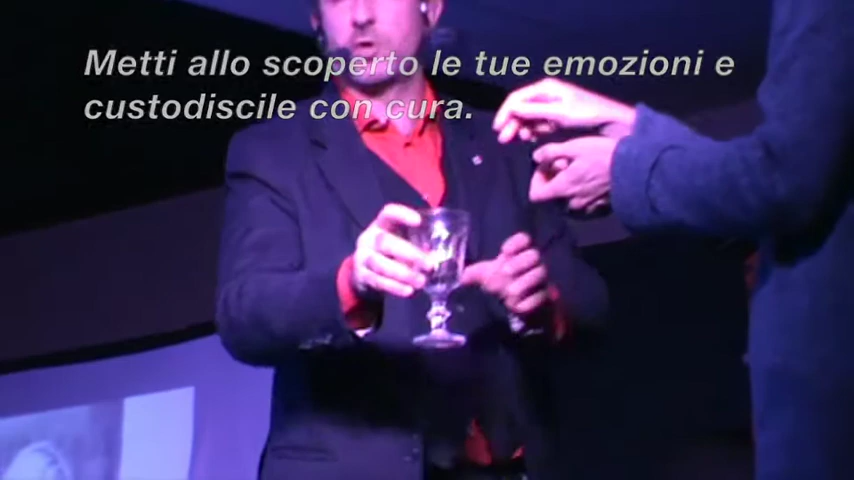 Metti allo scoperto le tue emozioni e
custodiscile con cura.